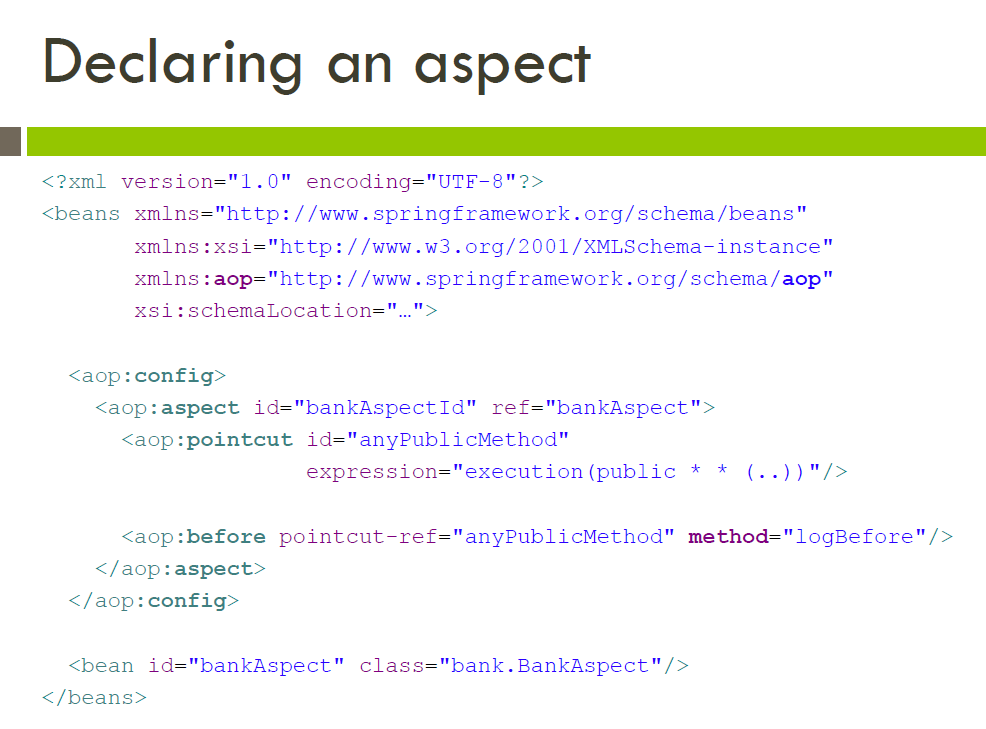 Declaring an aspect
<?xml version="1.0" encoding="UTF-8"?>
<beans xmlns="http://www.springframework.org/schema/beans"
xmlns:xsi="http://www.w3.org/2001/XMLSchema-instance"
xmlns:aop="http://www.springframework.org/schema/aop"
xsi:schemaLocation="…">
<aop:config>
<aop:aspect id="bankAspectId" ref="bankAspect">
<aop:pointcut id="anyPublicMethod"
expression="execution(public * * (..))"/>
<aop:before pointcut-ref="anyPublicMethod" method="logBefore"/>
</aop:aspect>
</aop:config>
<bean id="bankAspect" class="bank.BankAspect"/>
</beans>